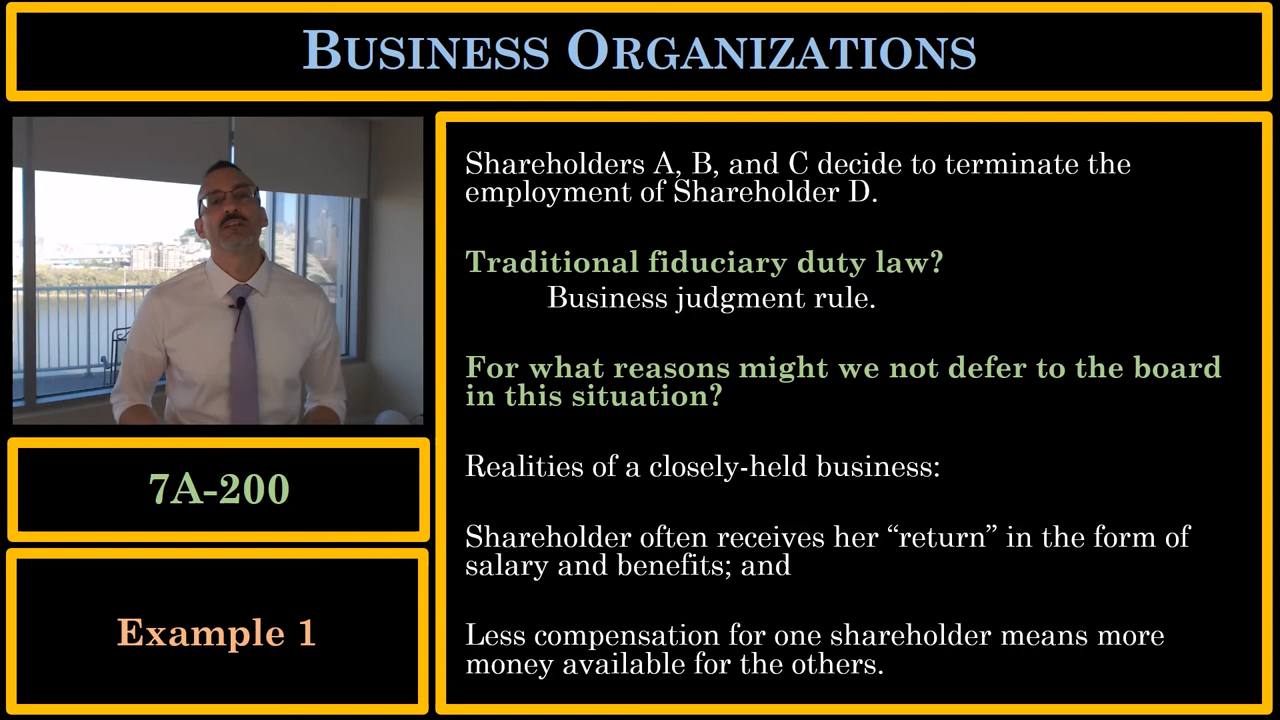 BUSINESS ORGANIZATIONS
Shareholders A, B, and C decide to terminate the
employment of Shareholder D.
Traditional fiduciary duty law?
Business judgment rule.
For what reasons might we not defer to the board
in this situation?
Realities of a closely-held business:
Shareholder often receives her “return” in the form of
salary and benefits; and
Less compensation for one shareholder means more
money available for the others.
7A-200
Example 1